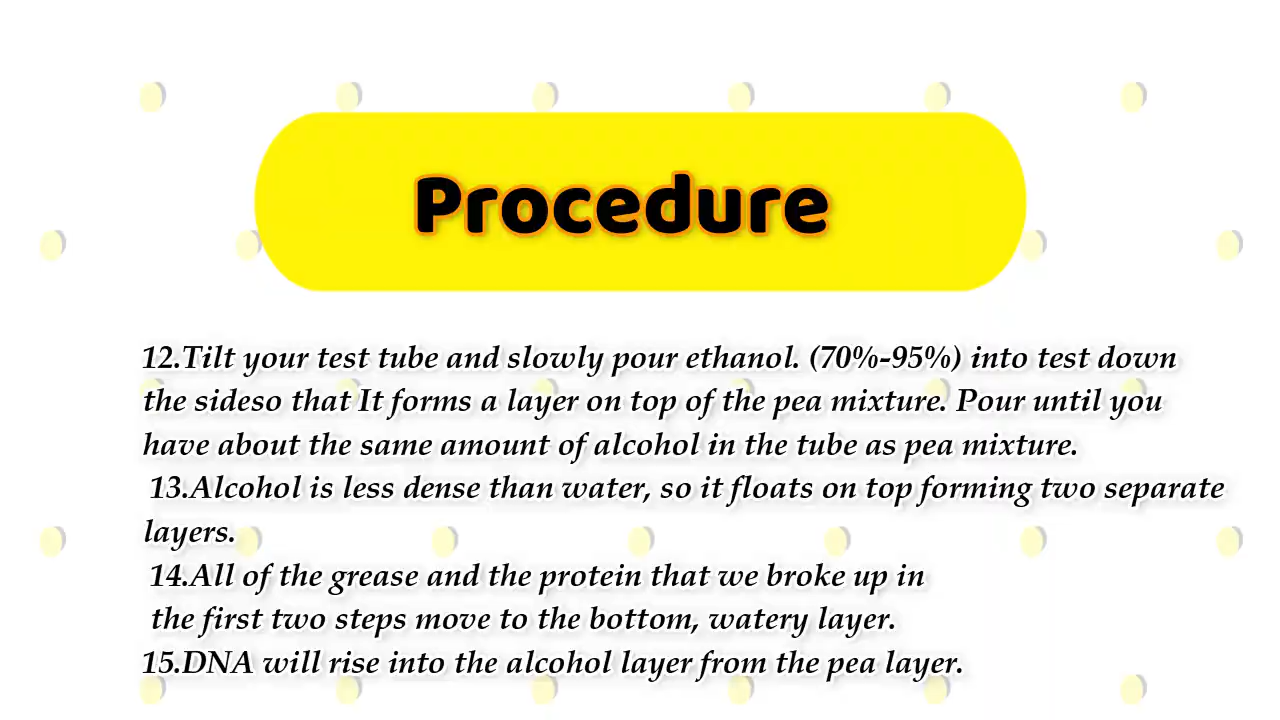 Procedure
12.Tilt your test tube and slowly pour ethanol. (70%-95%) into test down
the sideso that It forms a layer on top of the pea mixture. Pour until you
have about the same amount of alcohol in the tube as pea mixture.
13.Alcohol is less dense than water, so it floats on top forming two separate
layers.
14.All of the grease and the protein that we broke up in
the first two steps move to the bottom, watery layer.
15.DNA will rise into the alcohol layer from the pea layer.